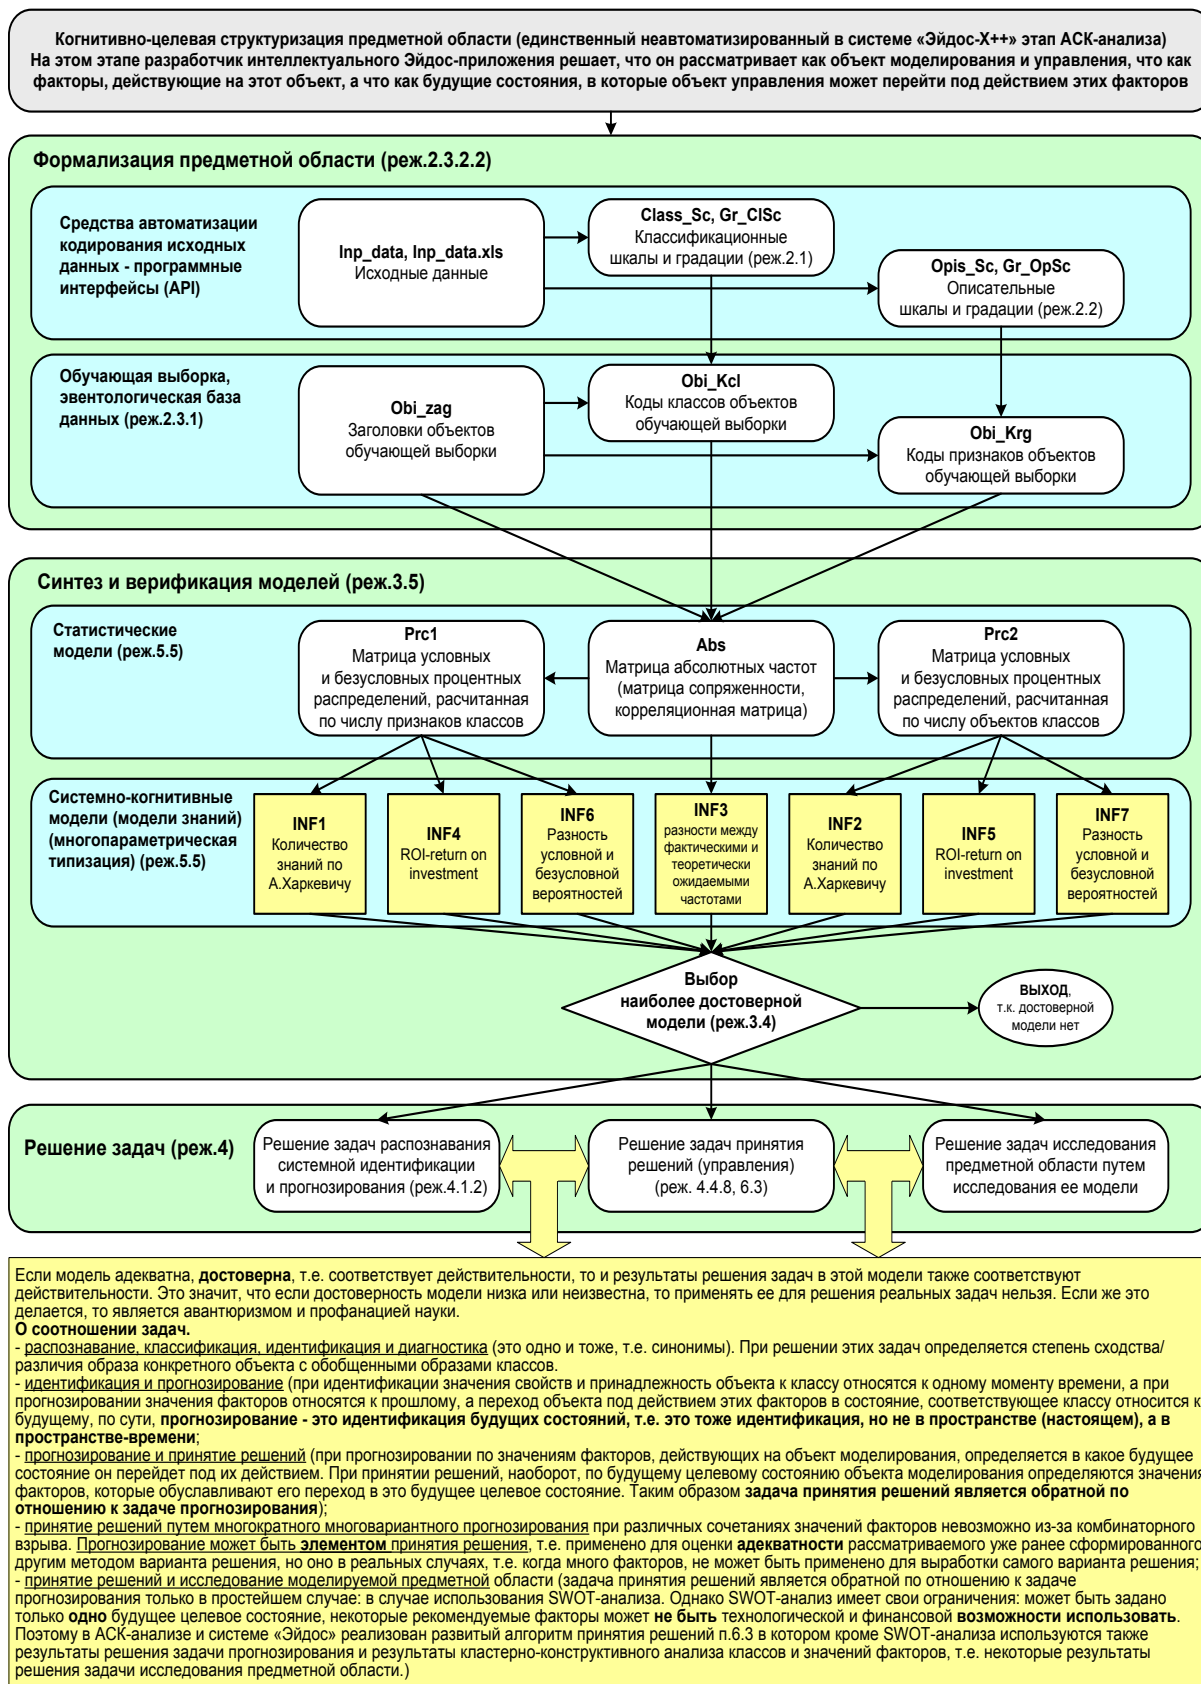 Когнитивно-целевая структуризация предметной области (единственный неавтоматизированный в системе «Эйдос-X++» этап АСК-анализа)
На этом этапе разработчик интеллектуального Эйдос-приложения решает, что он рассматривает как объект моделирования и управления, что как
факторы, действующие на этот объект, а что как будущие состояния, в которые объект управления может перейти под действием этих факторов
Формализация предметной области (реж.2.3.2.2)
Средства автоматизации
кодирования исходных
данных - программные
интерфейсы (API)
Inp_data, Inp_data.xls
Исходные данные
Class_Sc, Gr_ClSc
Классификационные
шкалы и градации (реж.2.1)
Opis_Sc, Gr_OpSc
Описательные
шкалы и градации (реж.2.2)
Обучающая выборка,
эвентологическая база
данных (реж.2.3.1)
Obi_zag
Заголовки объектов
обучающей выборки
Obi_Kcl
Коды классов объектов
обучающей выборки
Obi_Krg
Коды признаков объектов
обучающей выборки
Синтез и верификация моделей (реж.3.5)
Статистические
модели (реж.5.5)
Prc1
Матрица условных
и безусловных процентных
распределений, расчитанная
по числу признаков классов
Abs
Матрица абсолютных частот
(матрица сопряженности,
корреляционная матрица)
Prc2
Матрица условных
и безусловных процентных
распределений, расчитанная
по числу объектов классов
Системно-когнитивные
модели (модели знаний)
(многопараметрическая
типизация) (реж.5.5)
INF1
Количество
знаний по
А.Харкевичу
INF4
ROI-return on
investment
INF6
Разность
условной и
безусловной
вероятностей
INF3
разности между
фактическими и
теоретически
ожидаемыми
частотами
INF2
Количество
знаний по
А.Харкевичу
INF5
ROI-return on
investment
INF7
Разность
условной и
безусловной
вероятностей
Выбор
наиболее достоверной
модели (реж.3.4)
ВЫХОД,
т.к. достоверной
модели нет
Решение задач (реж.4)
Решение задач распознавания
системной идентификации
и прогнозирования (реж.4.1.2)
Решение задач принятия
решений (управления)
(реж. 4.4.8, 6.3)
Решение задач исследования
предметной области путем
исследования ее модели
Если модель адекватна, достоверна, т.е. соответствует действительности, то и результаты решения задач в этой модели также соответствуют
действительности. Это значит, что если достоверность модели низка или неизвестна, то применять ее для решения реальных задач нельзя. Если же это
делается, то является авантюризмом и профанацией науки.
О соотношении задач.
- распознавание, классификация, идентификация и диагностика (это одно и тоже, т.е. синонимы). При решении этих задач определяется степень сходства/
различия образа конкретного объекта с обобщенными образами классов.
- идентификация и прогнозирование (при идентификации значения свойств и принадлежность объекта к классу относятся к одному моменту времени, а при
прогнозировании значения факторов относятся к прошлому, а переход объекта под действием этих факторов в состояние, соответствующее классу относится к
будущему, по сути, прогнозирование - это идентификация будущих состояний, т.е. это тоже идентификация, но не в пространстве (настоящем), а в
пространстве-времени;
- прогнозирование и принятие решений (при прогнозировании по значениям факторов, действующих на объект моделирования, определяется в какое будущее
состояние он перейдет под их действием. При принятии решений, наоборот, по будущему целевому состоянию объекта моделирования определяются значения
факторов, которые обуславливают его переход в это будущее целевое состояние. Таким образом задача принятия решений является обратной по
отношению к задаче прогнозирования);
- принятие решений путем многократного многовариантного прогнозирования при различных сочетаниях значений факторов невозможно из-за комбинаторного
взрыва. Прогнозирование может быть элементом принятия решения, т.е. применено для оценки адекватности рассматриваемого уже ранее сформированного
другим методом варианта решения, но оно в реальных случаях, т.е. когда много факторов, не может быть применено для выработки самого варианта решения;
- принятие решений и исследование моделируемой предметной области (задача принятия решений является обратной по отношению к задаче
прогнозирования только в простейшем случае: в случае использования SWOT-анализа. Однако SWOT-анализ имеет свои ограничения: может быть задано
только одно будущее целевое состояние, некоторые рекомендуемые факторы может не быть технологической и финансовой возможности использовать.
Поэтому в АСК-анализе и системе «Эйдос» реализован развитый алгоритм принятия решений п.6.3 в котором кроме SWOT-анализа используются также
результаты решения задачи прогнозирования и результаты кластерно-конструктивного анализа классов и значений факторов, т.е. некоторые результаты
решения задачи исследования предметной области.)